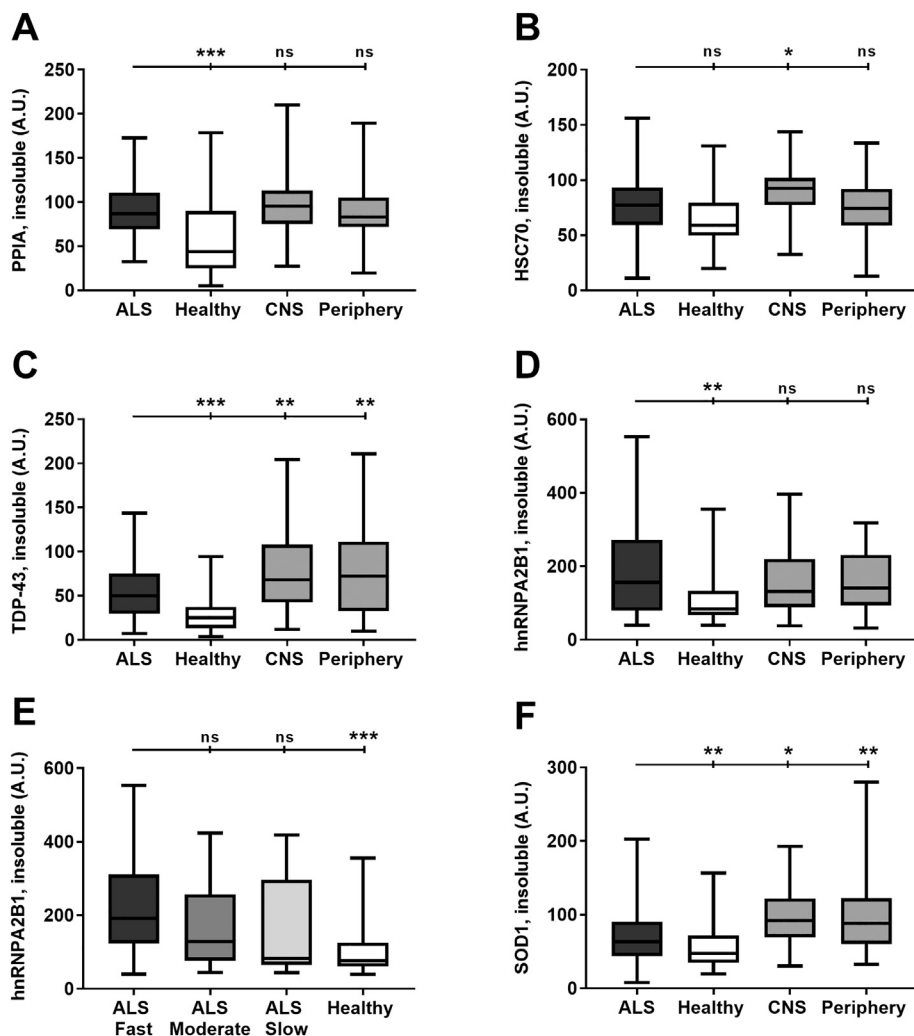 A
*** ns ns
PPIA, insoluble (A.U.)
250
200
150
100
50
0
ALS Healthy CNS Periphery
B
ns * ns
HSC70, insoluble (A.U.)
200
150
100
50
0
ALS Healthy CNS Periphery
C
*** ** **
TDP-43, insoluble (A.U.)
250
200
150
100
50
0
ALS Healthy CNS Periphery
D
** ns ns
hnRNPA2B1, insoluble (A.U.)
600
400
200
0
ALS Healthy CNS Periphery
E
ns ns ***
hnRNPA2B1, insoluble (A.U.)
600
400
200
0
ALS ALS ALS Healthy
Fast Moderate Slow
F
** * **
SOD1, insoluble (A.U.)
300
200
100
0
ALS Healthy CNS Periphery